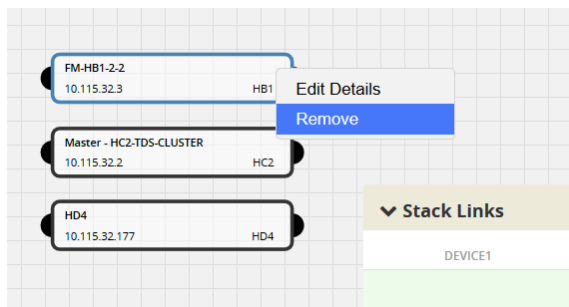 FM-HB1-2-2
10.115.32.3 HB1
Edit Details
Remove
Master - HC2-TDS-CLUSTER
10.115.32.2 HC2
HD4
10.115.32.177 HD4
Stack Links
DEVICE1